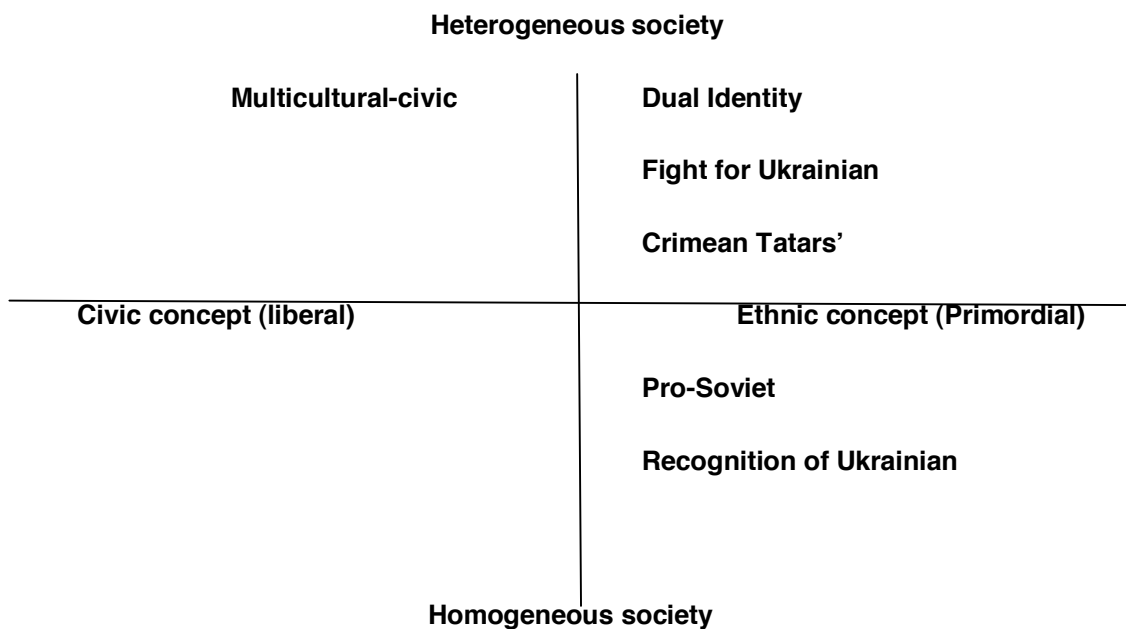 Heterogeneous society
Multicultural-civic
Dual Identity
Fight for Ukrainian
Crimean Tatars’
Civic concept (liberal)
Ethnic concept (Primordial)
Pro-Soviet
Recognition of Ukrainian
Homogeneous society